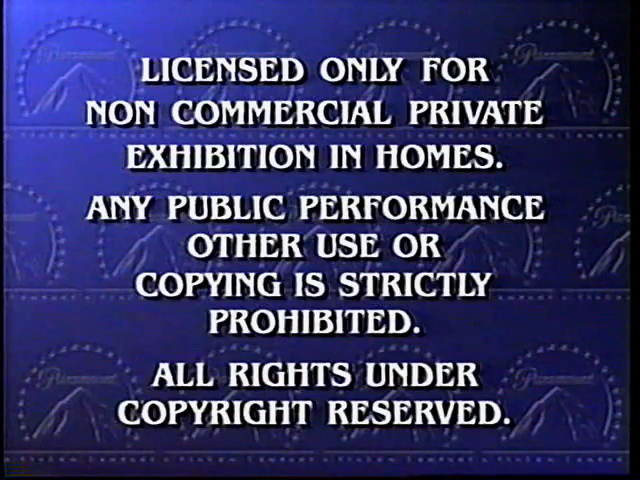 LICENSED ONLY FOR
NON COMMERCIAL PRIVATE
EXHIBITION IN HOMES.
ANY PUBLIC PERFORMANCE
OTHER USE OR
COPYING IS STRICTLY
PROHIBITED.
ALL RIGHTS UNDER
COPYRIGHT RESERVED.